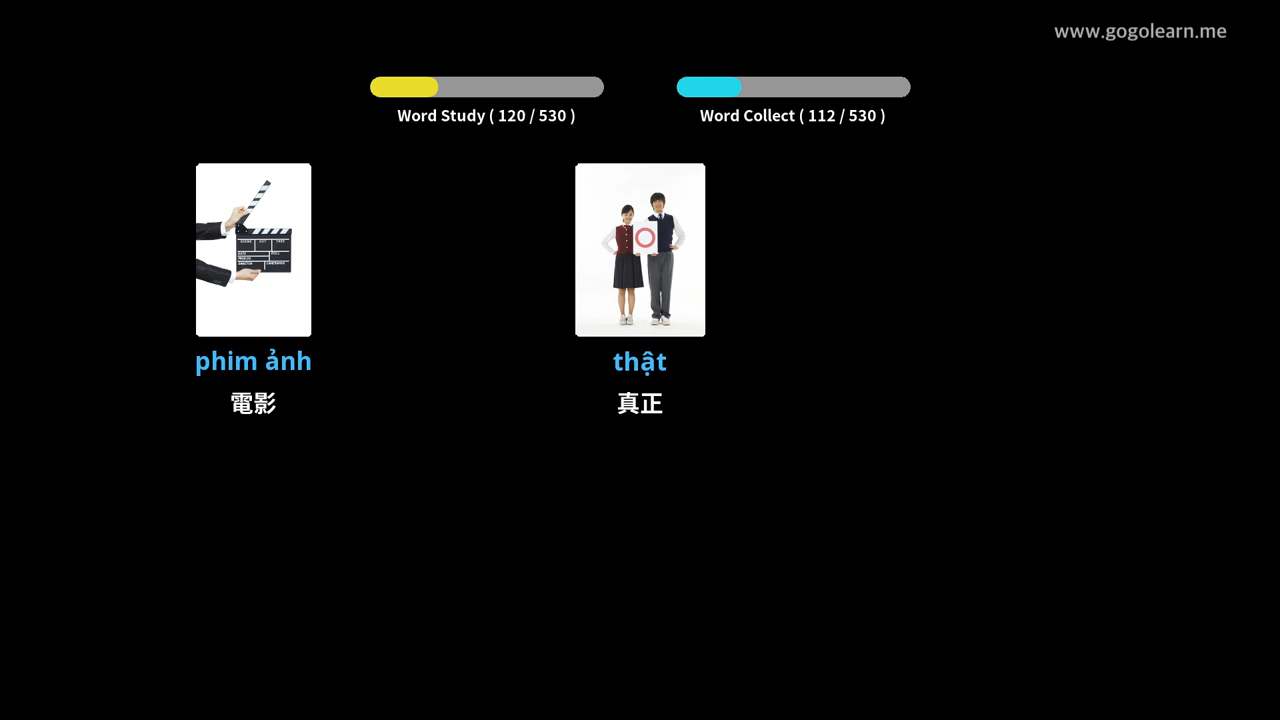 www.gogolearn.me
Word Study ( 120 / 530 )
Word Collect ( 112 / 530 )
phim ảnh
thật
電影
真正